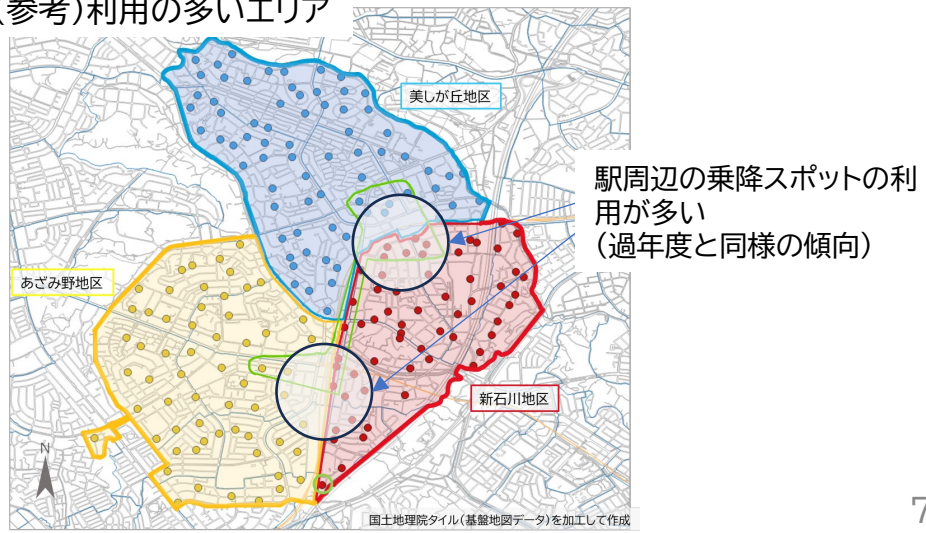 (参考)利用の多いエリア
美しが丘地区
駅周辺の乗降スポットの利
用が多い
(過年度と同様の傾向)
あざみ野地区
新石川地区
N
国土地理院タイル(基盤地図データ)を加工して作成
7